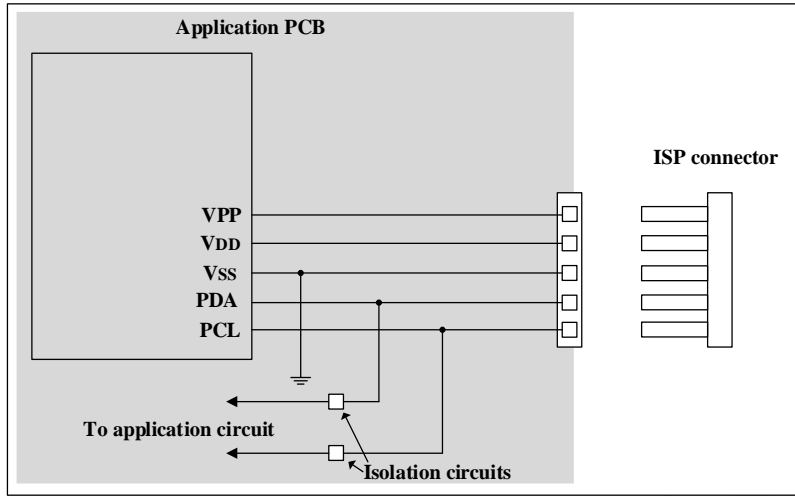 Application PCB
ISP connector
VPP
VDD
VSS
PDA
PCL
To application circuit
Isolation circuits